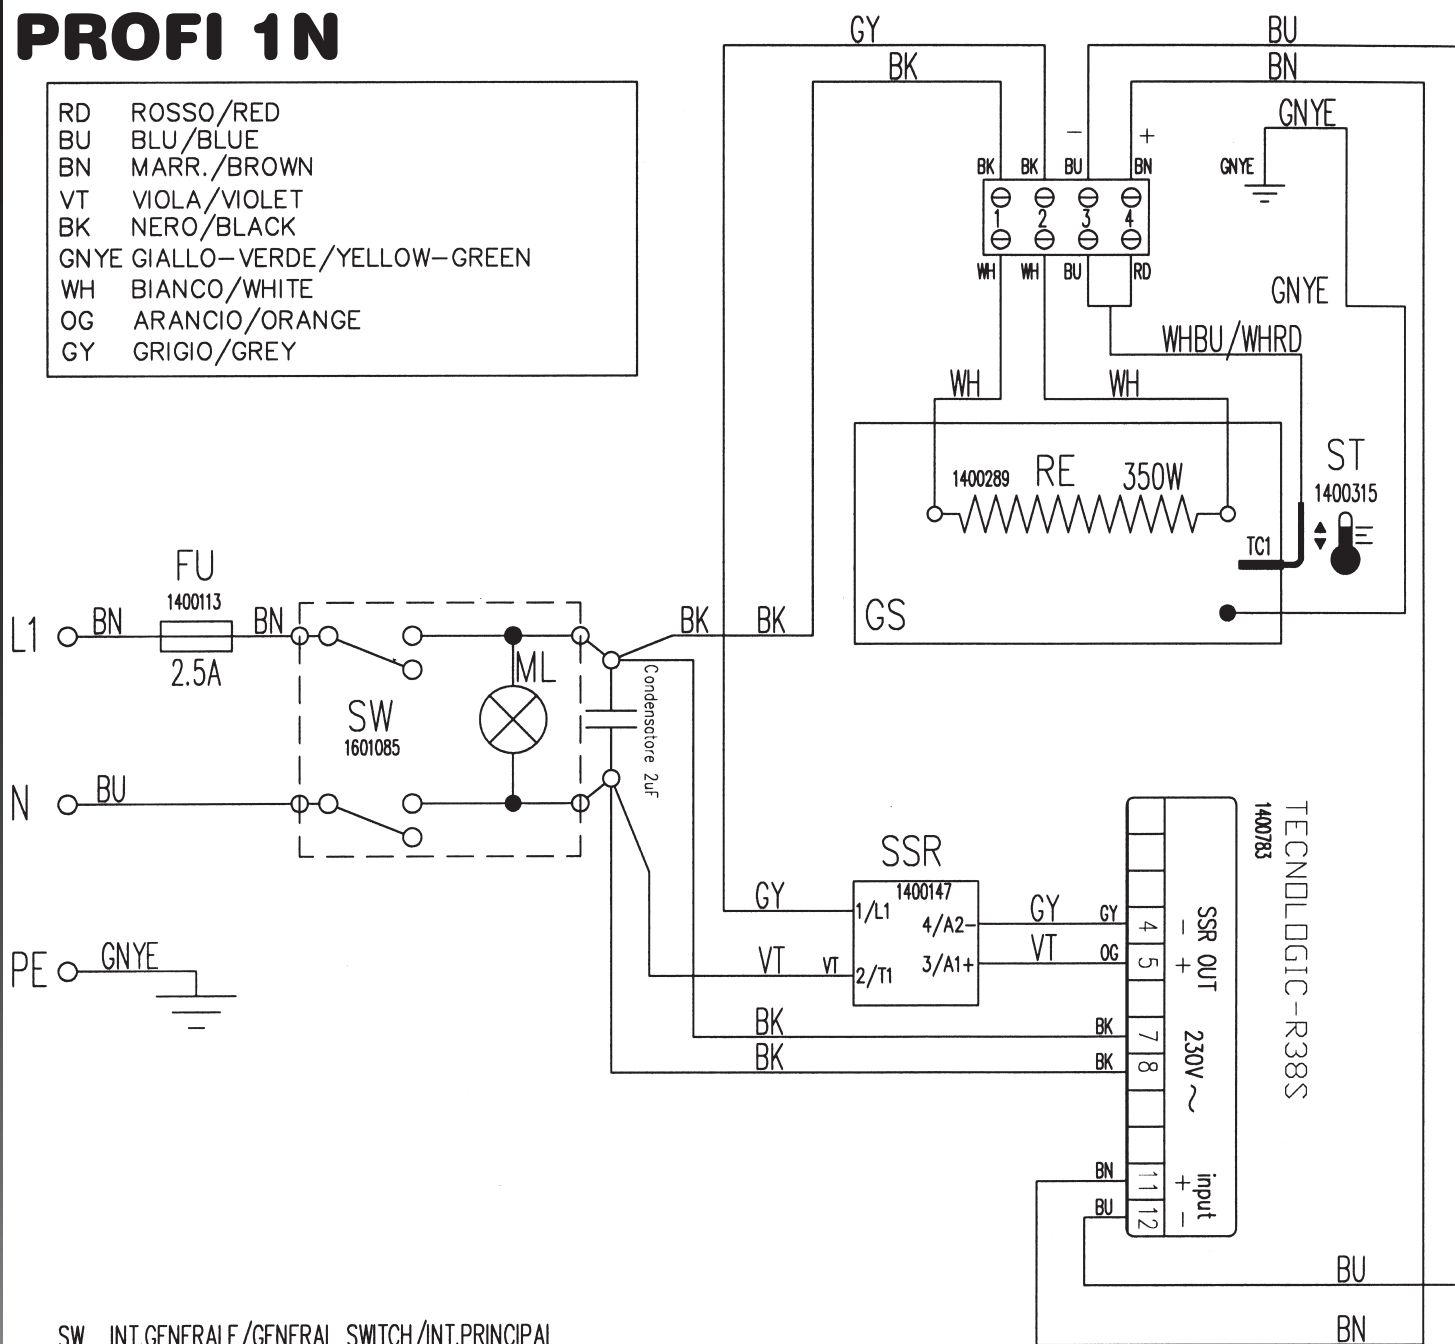 PROFI 1N
RD ROSSO/RED
BU BLU/BLUE
BN MARR./BROWN
VT VIOLA/VIOLET
BK NERO/BLACK
GNYE GIALLO-VERDE/YELLOW-GREEN
WH BIANCO/WHITE
OG ARANCIO/ORANGE
GY GRIGIO/GREY
GY
BK
BU
BN
GNYE
- +
BK BK BU BN
GNYE
1 2 3 4
WH WH BU RD
GNYE
WHBU/WHRD
WH WH
1400289 RE 350W
ST
1400315
TC1
GS
FU
1400113
L1 BN BN
2.5A
BK BK
ML
SW
1601085
Condensatore 2uF
N BU
SSR
1400147
GY 1/L1 4/A2- GY GY 4 -
VT VT 2/T1 3/A1+ VT OG 5 +
SSR OUT
1400783
TECNOLOGIC-R38S
PE GNYE
BK BK 7
BK BK 8
230V ~
BN 11 +
BU 12 -
input
BU
BN
SW INT.GENERALE/GENERAL SWITCH/INT.PRINCIPAL